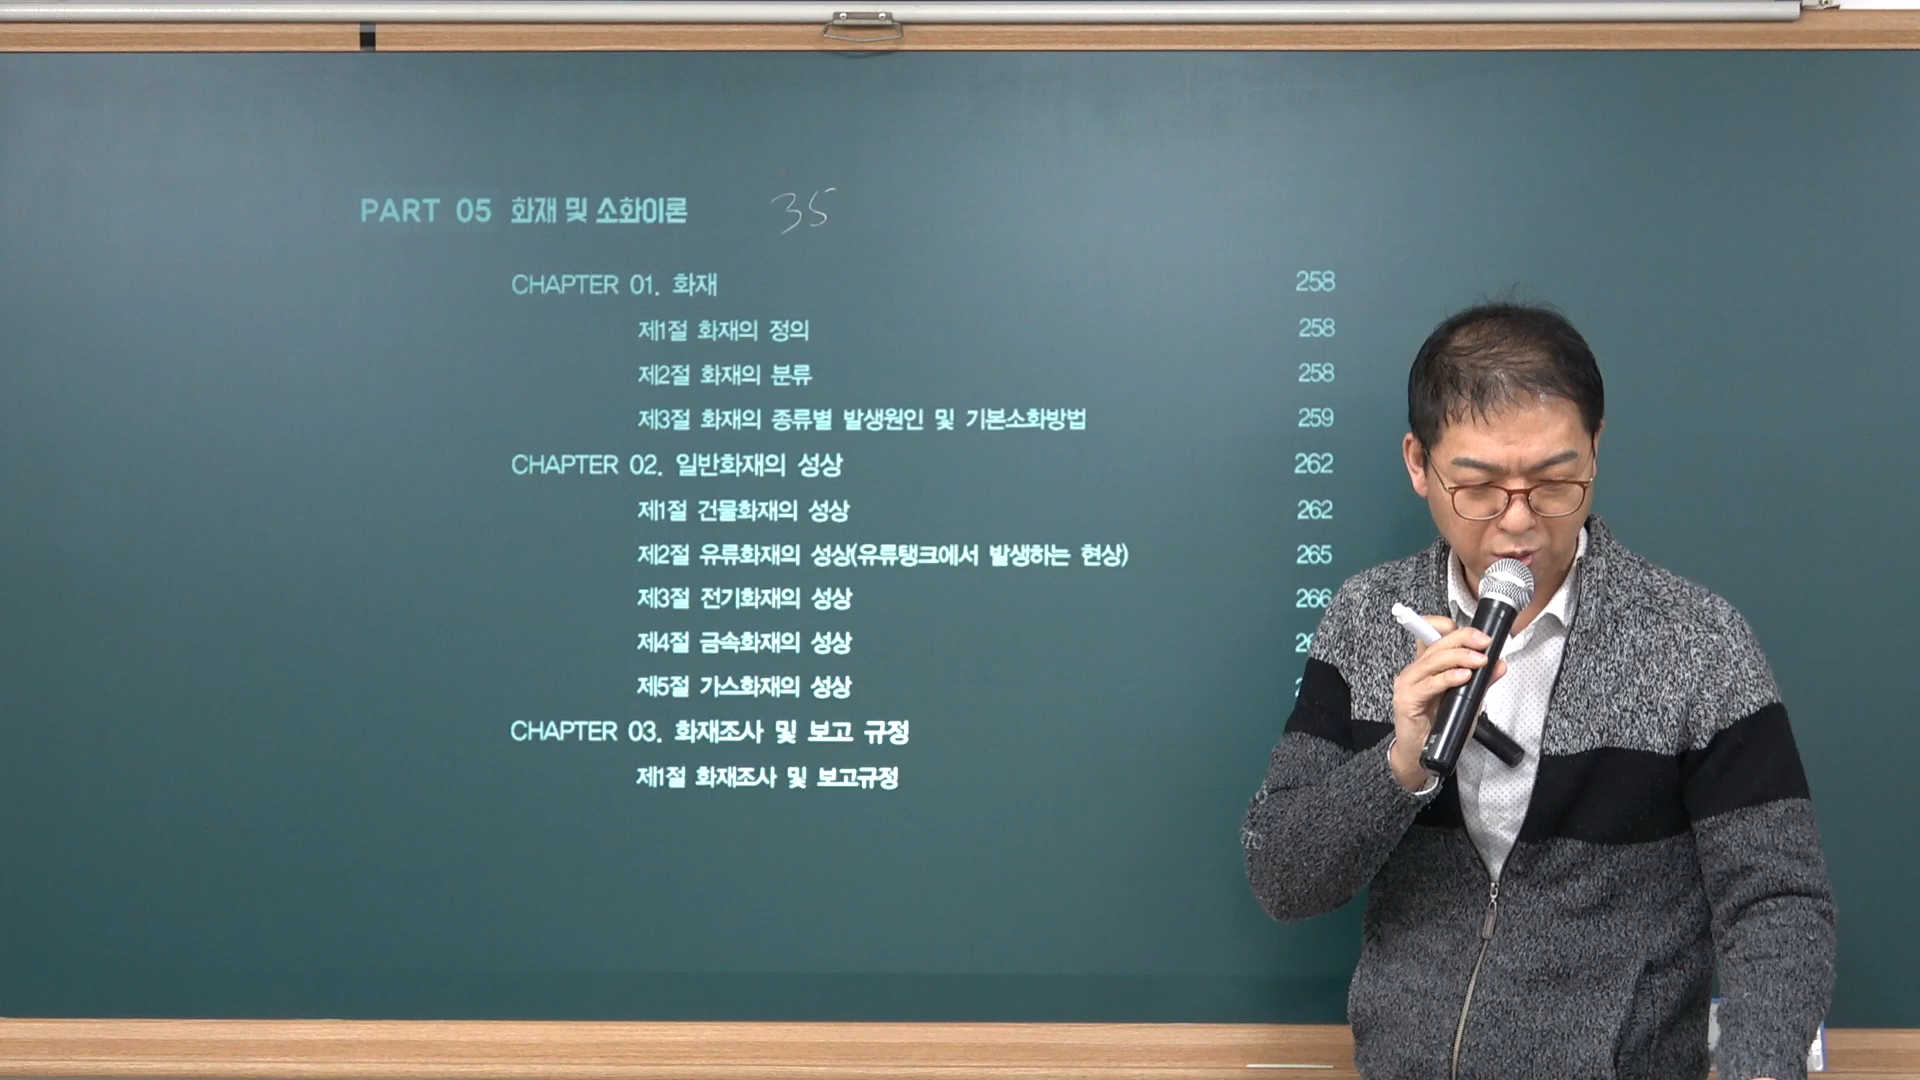 PART 05 화재 및 소화이론 35
CHAPTER 01. 화재 258
제1절 화재의 정의 258
제2절 화재의 분류 258
제3절 화재의 종류별 발생원인 및 기본소화방법 259
CHAPTER 02. 일반화재의 성상 262
제1절 건물화재의 성상 262
제2절 유류화재의 성상(유류탱크에서 발생하는 현상) 265
제3절 전기화재의 성상 266
제4절 금속화재의 성상
제5절 가스화재의 성상
CHAPTER 03. 화재조사 및 보고 규정
제1절 화재조사 및 보고규정